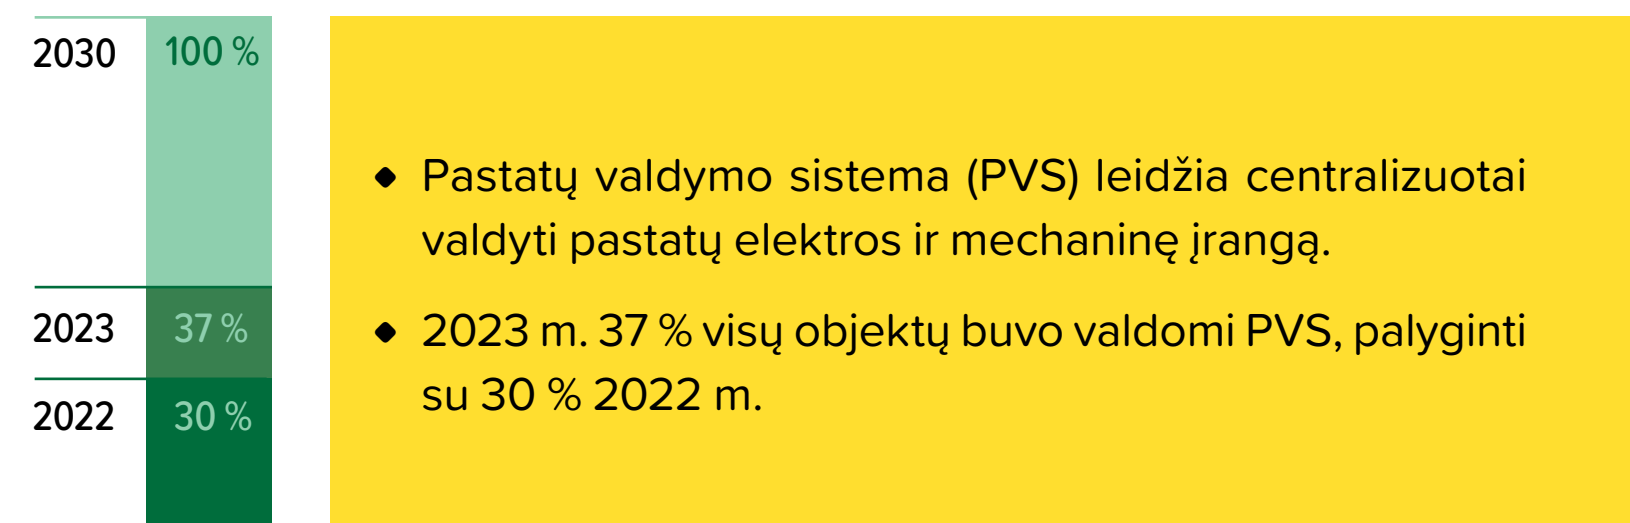 2030 100 %
2023 37 %
2022 30 %
• Pastatų valdymo sistema (PVS) leidžia centralizuotai
valdyti pastatų elektros ir mechaninę įrangą.
• 2023 m. 37 % visų objektų buvo valdomi PVS, palyginti
su 30 % 2022 m.